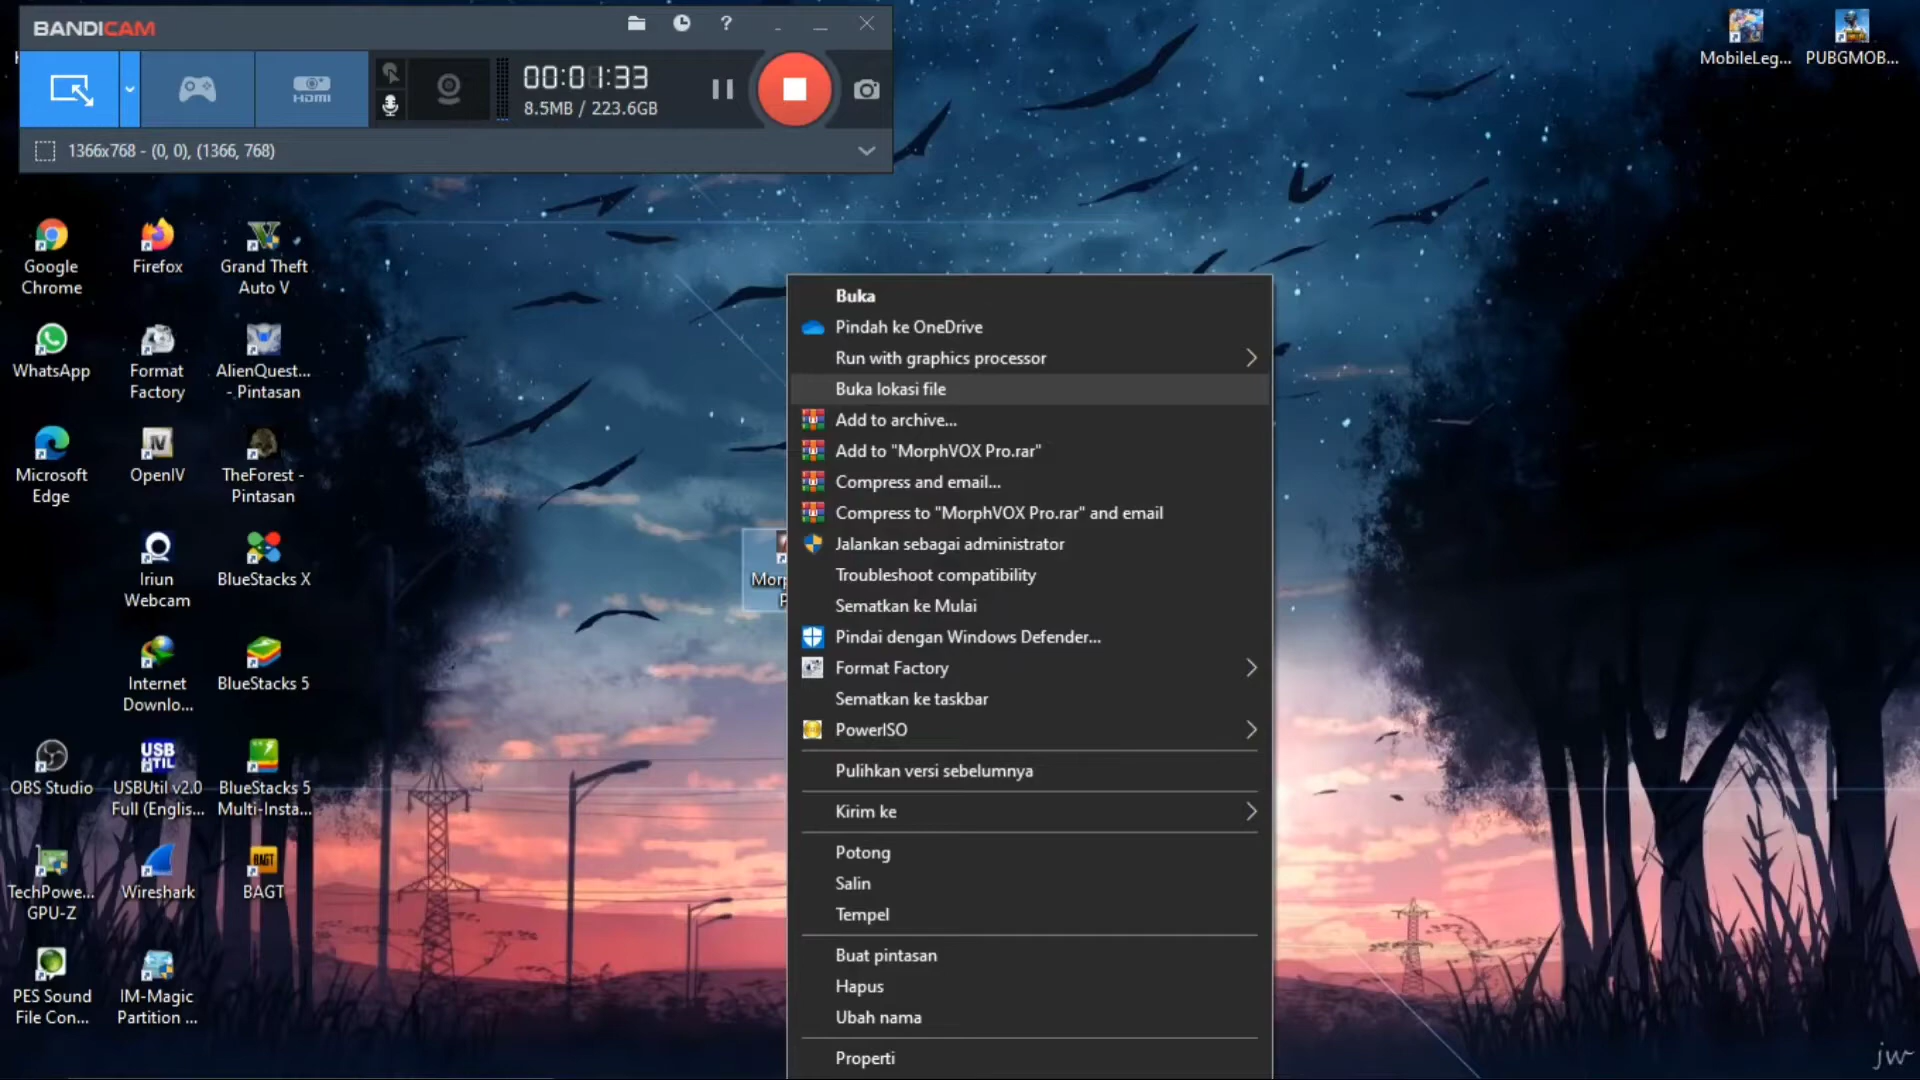 BANDICAM
?
HDMI
00:01:33
8.5MB / 223.6GB
1366x768 - (0, 0), (1366, 768)
MobileLeg...
PUBGMOB...
Google
Chrome
Firefox
Grand Theft
Auto V
WhatsApp
Format
Factory
AlienQuest...
- Pintasan
Microsoft
Edge
OpenIV
TheForest -
Pintasan
Iriun
Webcam
BlueStacks X
Internet
Downlo...
BlueStacks 5
OBS Studio
USB
UTIL
USBUtil v2.0
Full (Englis...
BlueStacks 5
Multi-Insta...
TechPowe...
GPU-Z
Wireshark
BAGT
BAGT
PES Sound
File Con...
IM-Magic
Partition ...
Buka
Pindah ke OneDrive
Run with graphics processor
Buka lokasi file
Add to archive...
Add to "MorphVOX Pro.rar"
Compress and email...
Compress to "MorphVOX Pro.rar" and email
Jalankan sebagai administrator
Troubleshoot compatibility
Sematkan ke Mulai
Pindai dengan Windows Defender...
Format Factory
Sematkan ke taskbar
PowerISO
Pulihkan versi sebelumnya
Kirim ke
Potong
Salin
Tempel
Buat pintasan
Hapus
Ubah nama
Properti
jw